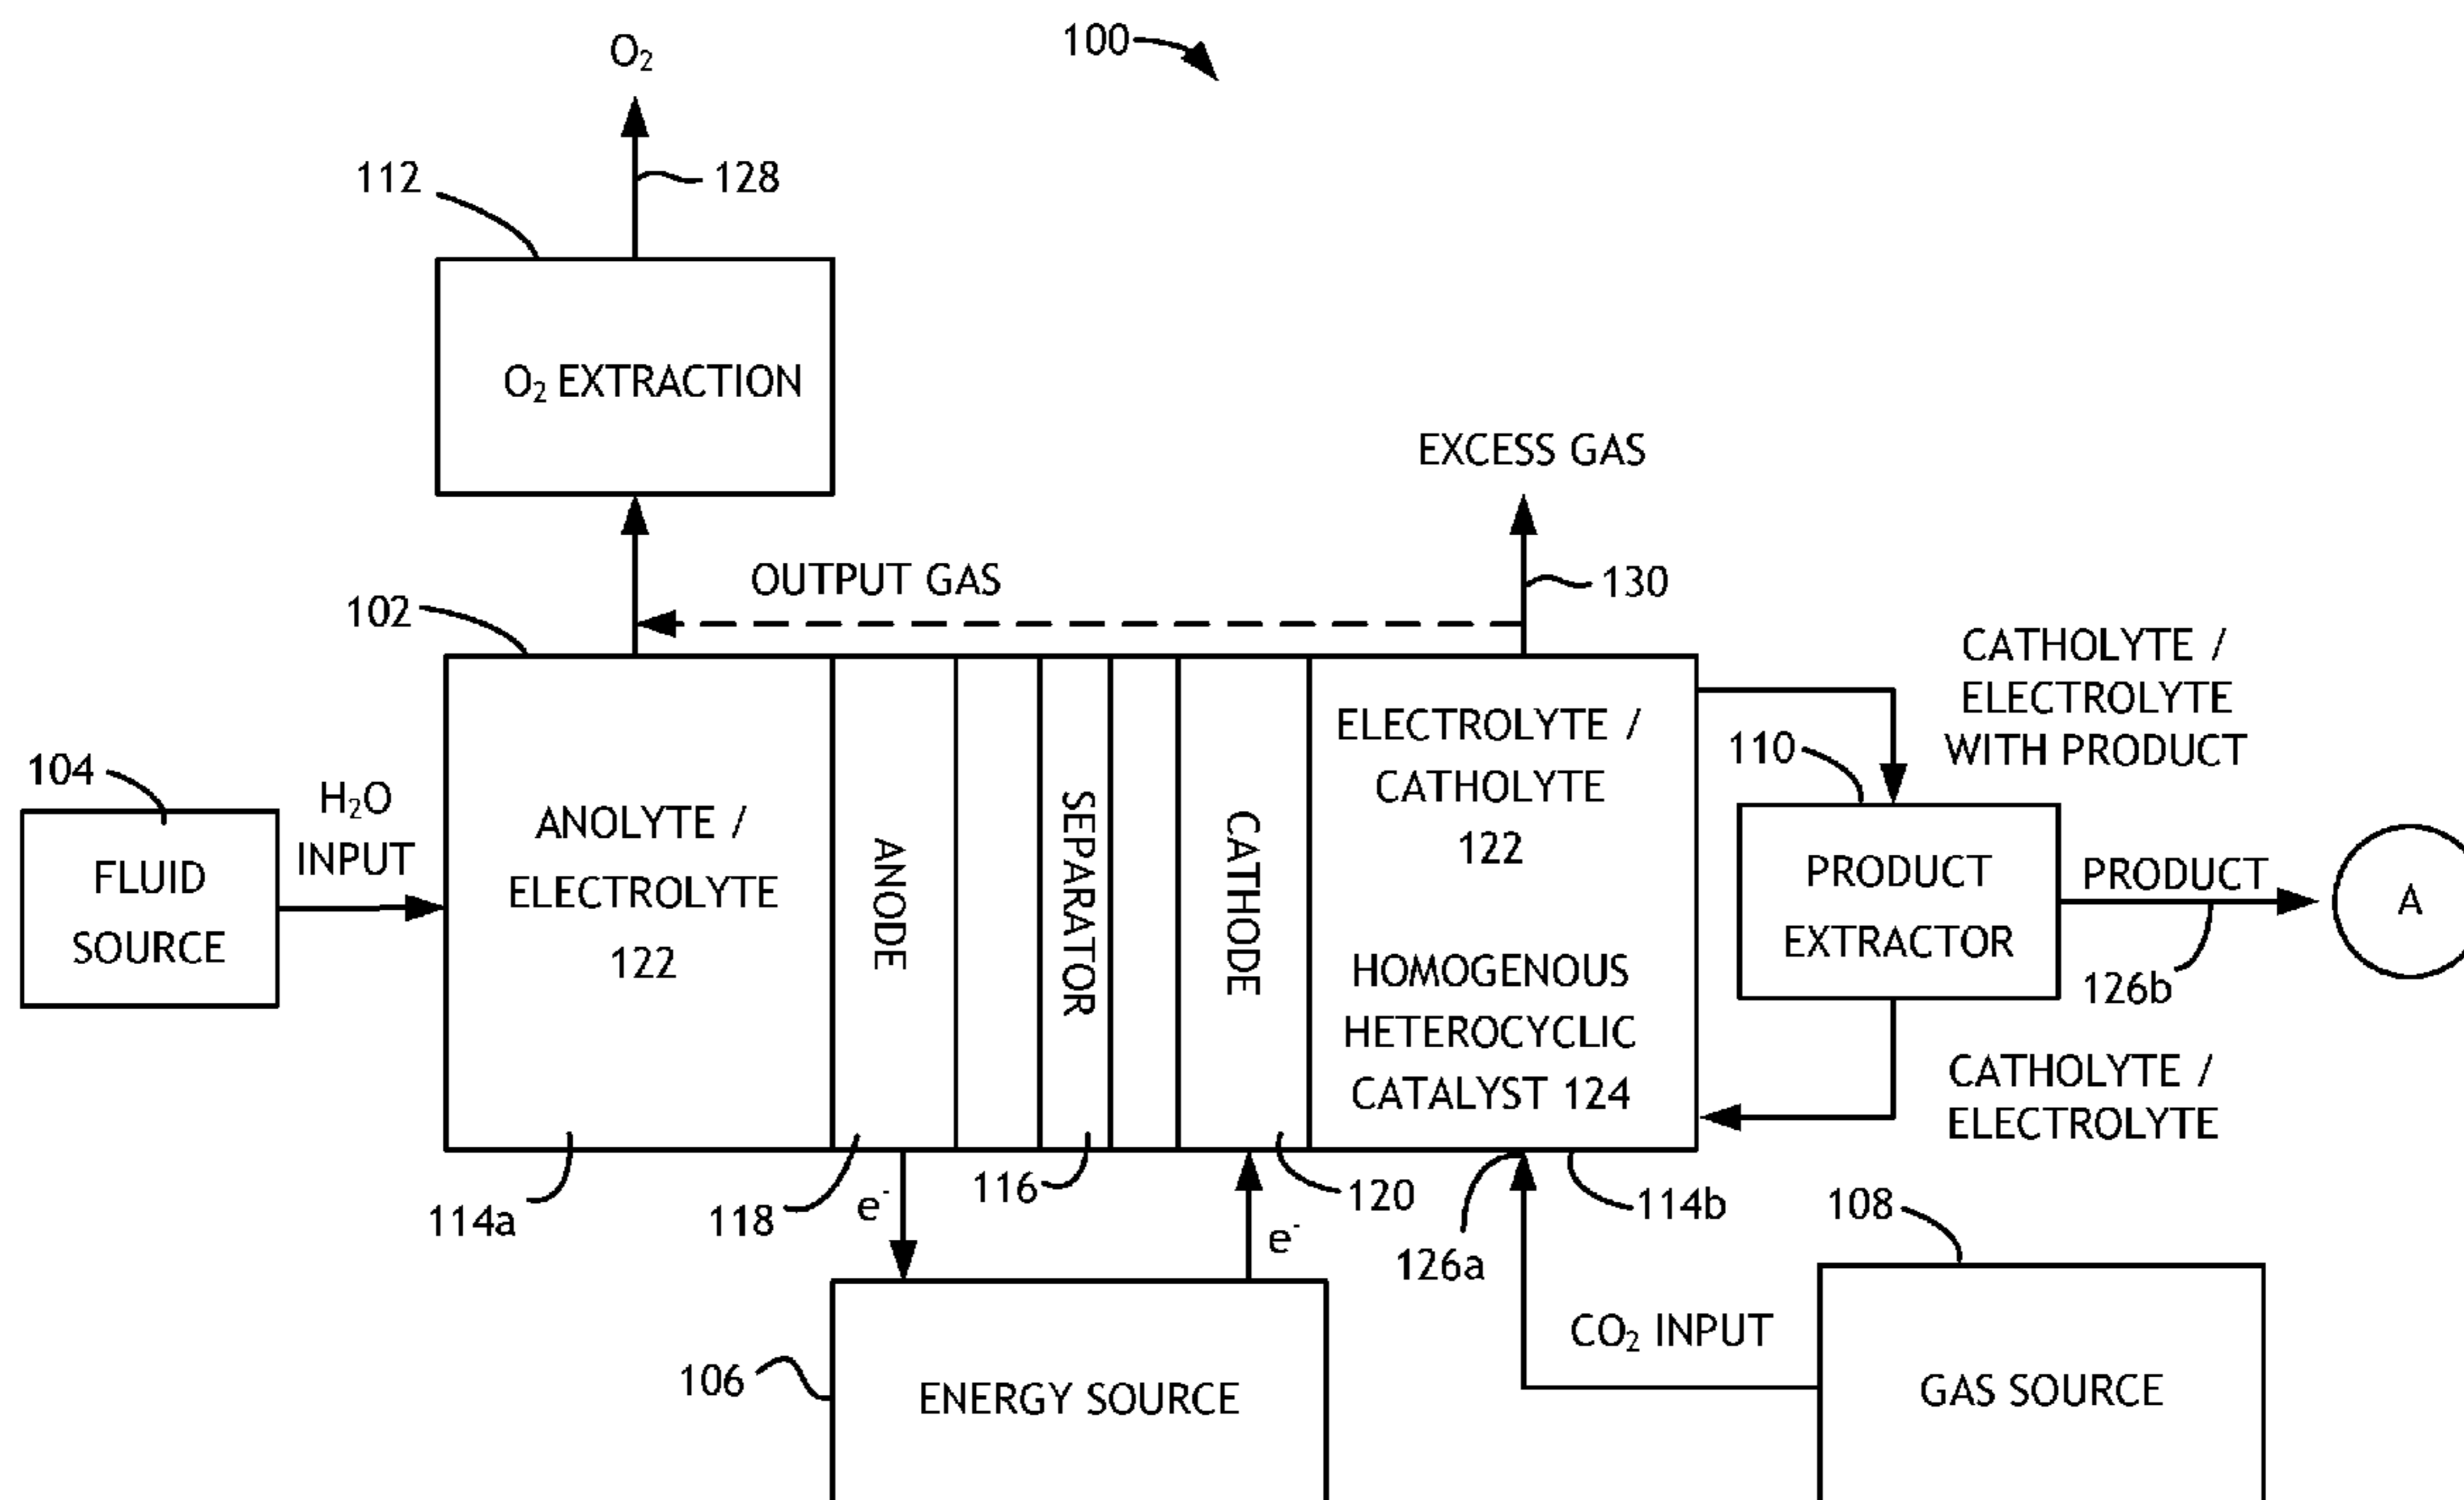 100
O₂
112
128
O₂ EXTRACTION
EXCESS GAS
OUTPUT GAS
130
102
CATHOLYTE /
ELECTROLYTE
WITH PRODUCT
104
H₂O
INPUT
FLUID
SOURCE
ANOLYTE /
ELECTROLYTE
122
ANODE
SEPARATOR
CATHODE
ELECTROLYTE /
CATHOLYTE
122
HOMOGENOUS
HETEROCYCLIC
CATALYST 124
110
PRODUCT
EXTRACTOR
PRODUCT
126b
A
CATHOLYTE /
ELECTROLYTE
114a
118
e⁻
116
e⁻
120
126a
114b
108
106
ENERGY SOURCE
CO₂ INPUT
GAS SOURCE